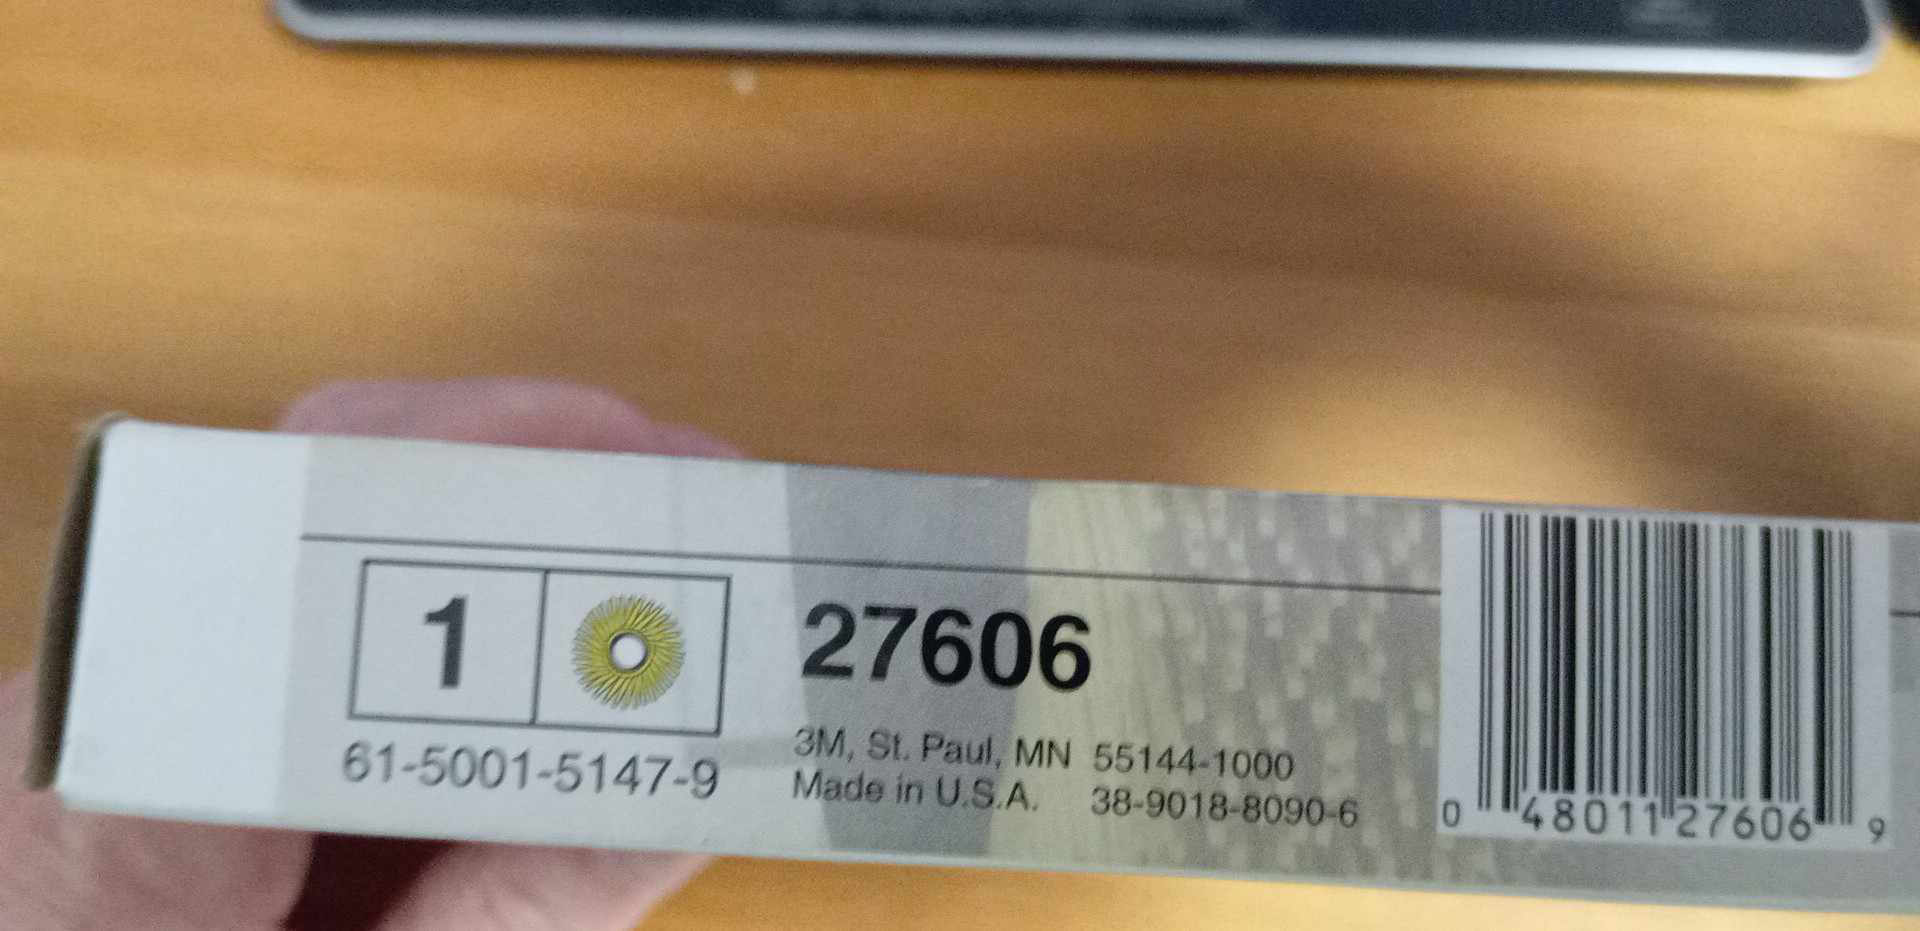 1
27606
61-5001-5147-9
3M, St. Paul, MN 55144-1000
Made in U.S.A. 38-9018-8090-6
0 48011 27606 9